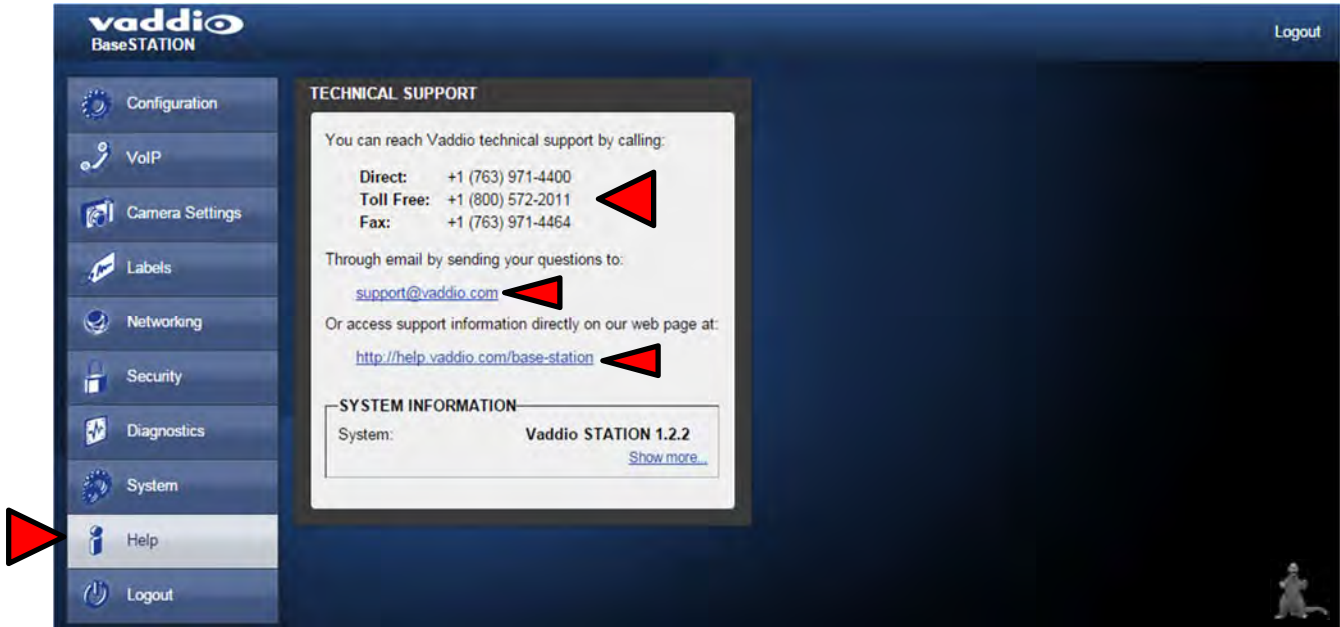 vaddio
BaseSTATION
Logout
Configuration
VoIP
Camera Settings
Labels
Networking
Security
Diagnostics
System
Help
Logout
TECHNICAL SUPPORT
You can reach Vaddio technical support by calling:
Direct: +1 (763) 971-4400
Toll Free: +1 (800) 572-2011
Fax: +1 (763) 971-4464
Through email by sending your questions to:
support@vaddio.com
Or access support information directly on our web page at:
http://help.vaddio.com/base-station
SYSTEM INFORMATION
System: Vaddio STATION 1.2.2
Show more...